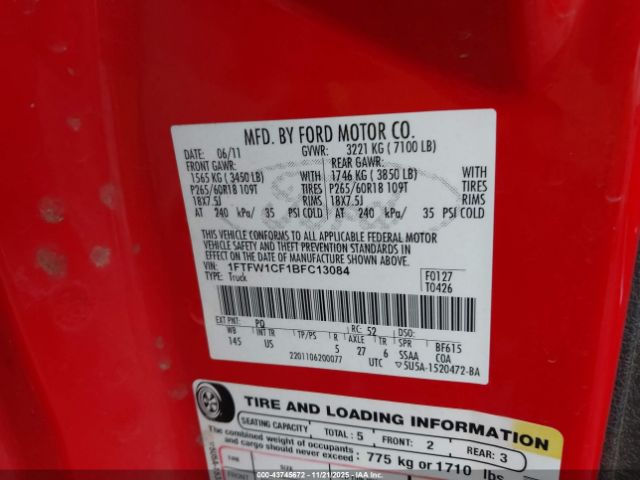 MFD. BY FORD MOTOR CO.
DATE: 06/11 GVWR: 3221 KG ( 7100 LB)
FRONT GAWR: REAR GAWR:
1565 KG ( 3450 LB) WITH 1746 KG ( 3850 LB) WITH
P265/60R18 109T TIRES P265/60R18 109T TIRES
18X7.5J RIMS 18X7.5J RIMS
AT 240 kPa/ 35 PSI COLD AT 240 kPa/ 35 PSI COLD
THIS VEHICLE CONFORMS TO ALL APPLICABLE FEDERAL MOTOR
VEHICLE SAFETY AND THEFT PREVENTION STANDARDS IN
EFFECT ON THE DATE OF MANUFACTURE SHOWN ABOVE.
VIN: 1FTFW1CF1BFC13084
TYPE: Truck
F0127
T0426
EXT PNT: PQ RC: 52 DSO:
WB INT TR TP/PS R AXLE TR SPR BF615
145 US 5 27 6 SSAA COA
2201106200077 UTC ▽5U5A-1520472-BA
TIRE AND LOADING INFORMATION
SEATING CAPACITY TOTAL : 5 FRONT: 2 REAR: 3
The combined weight of occupants
and cargo should never exceed : 775 kg or 1710 lbs
IAAI: 43745672 - 11/21/2025 - IAA Inc.